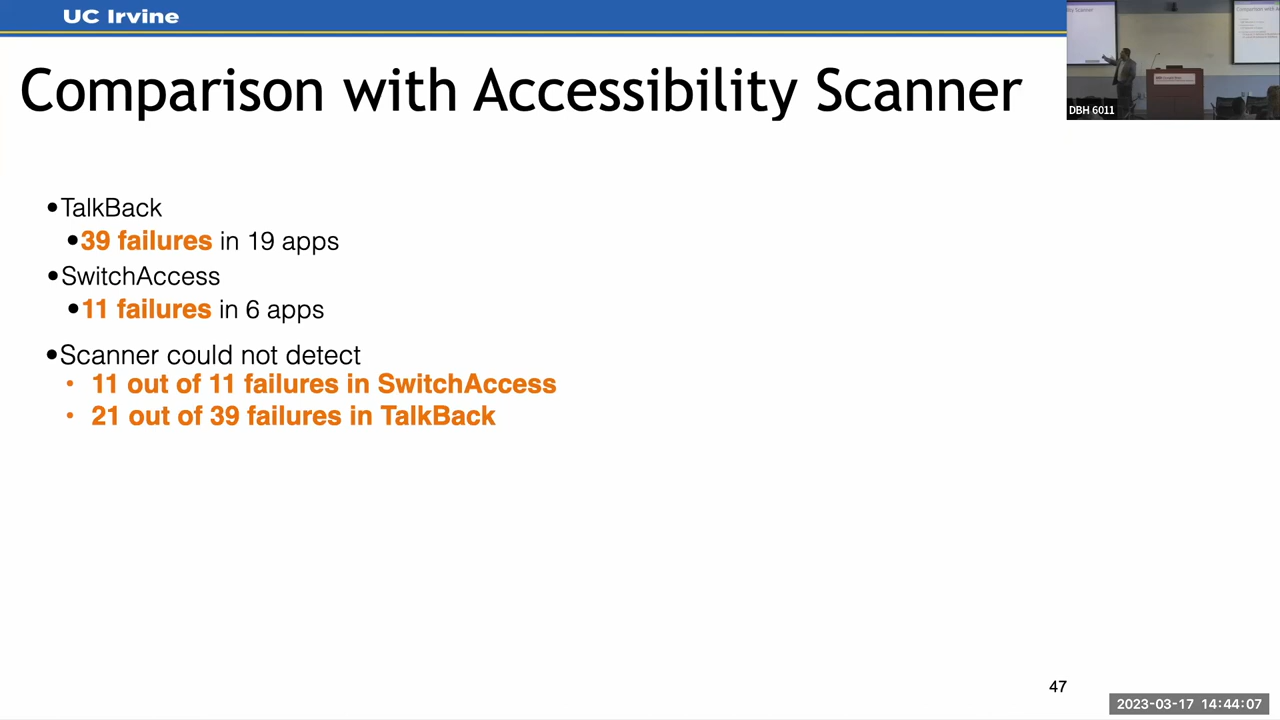 UC Irvine
Comparison with Accessibility Scanner
•TalkBack
•39 failures in 19 apps
•SwitchAccess
•11 failures in 6 apps
•Scanner could not detect
• 11 out of 11 failures in SwitchAccess
• 21 out of 39 failures in TalkBack
DBH 6011
47
2023-03-17 14:44:07